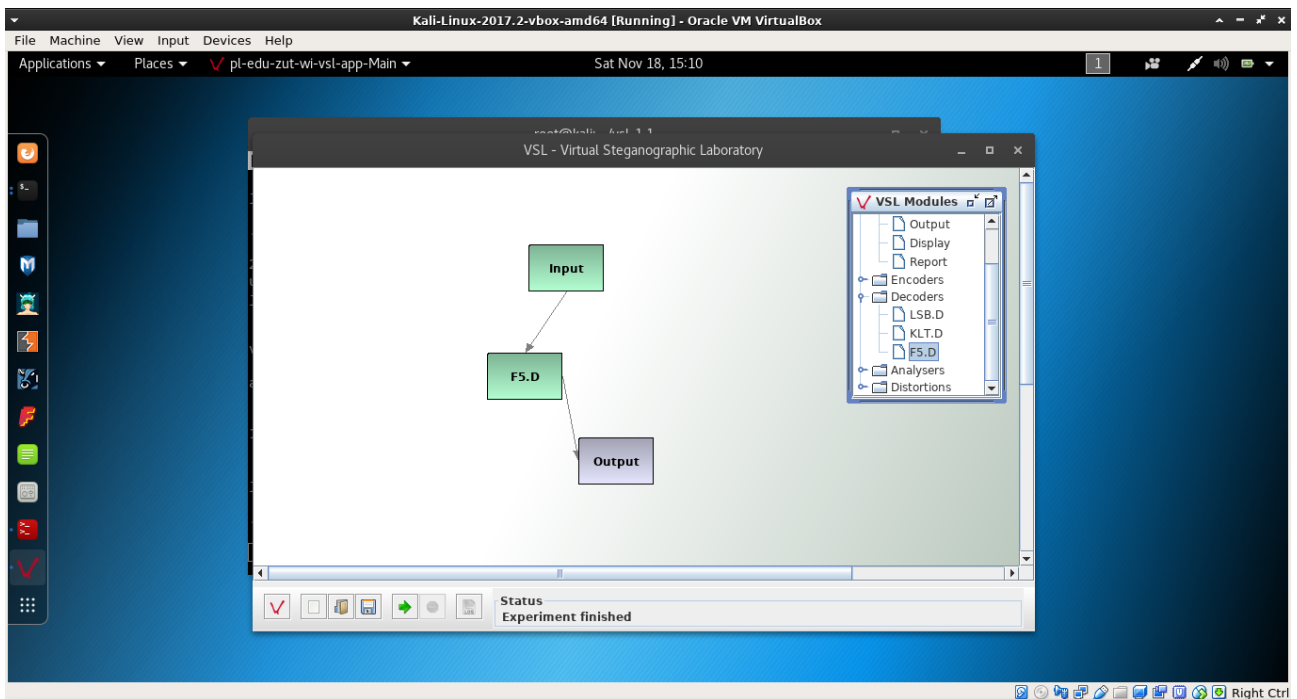 Kali-Linux-2017.2-vbox-amd64 [Running] - Oracle VM VirtualBox
File Machine View Input Devices Help
Applications Places pl-edu-zut-wi-vsl-app-Main Sat Nov 18, 15:10 1
VSL - Virtual Steganographic Laboratory
VSL Modules
Output
Display
Report
Encoders
Decoders
LSB.D
KLT.D
F5.D
Analysers
Distortions
Input
F5.D
Output
Status
Experiment finished
Right Ctrl